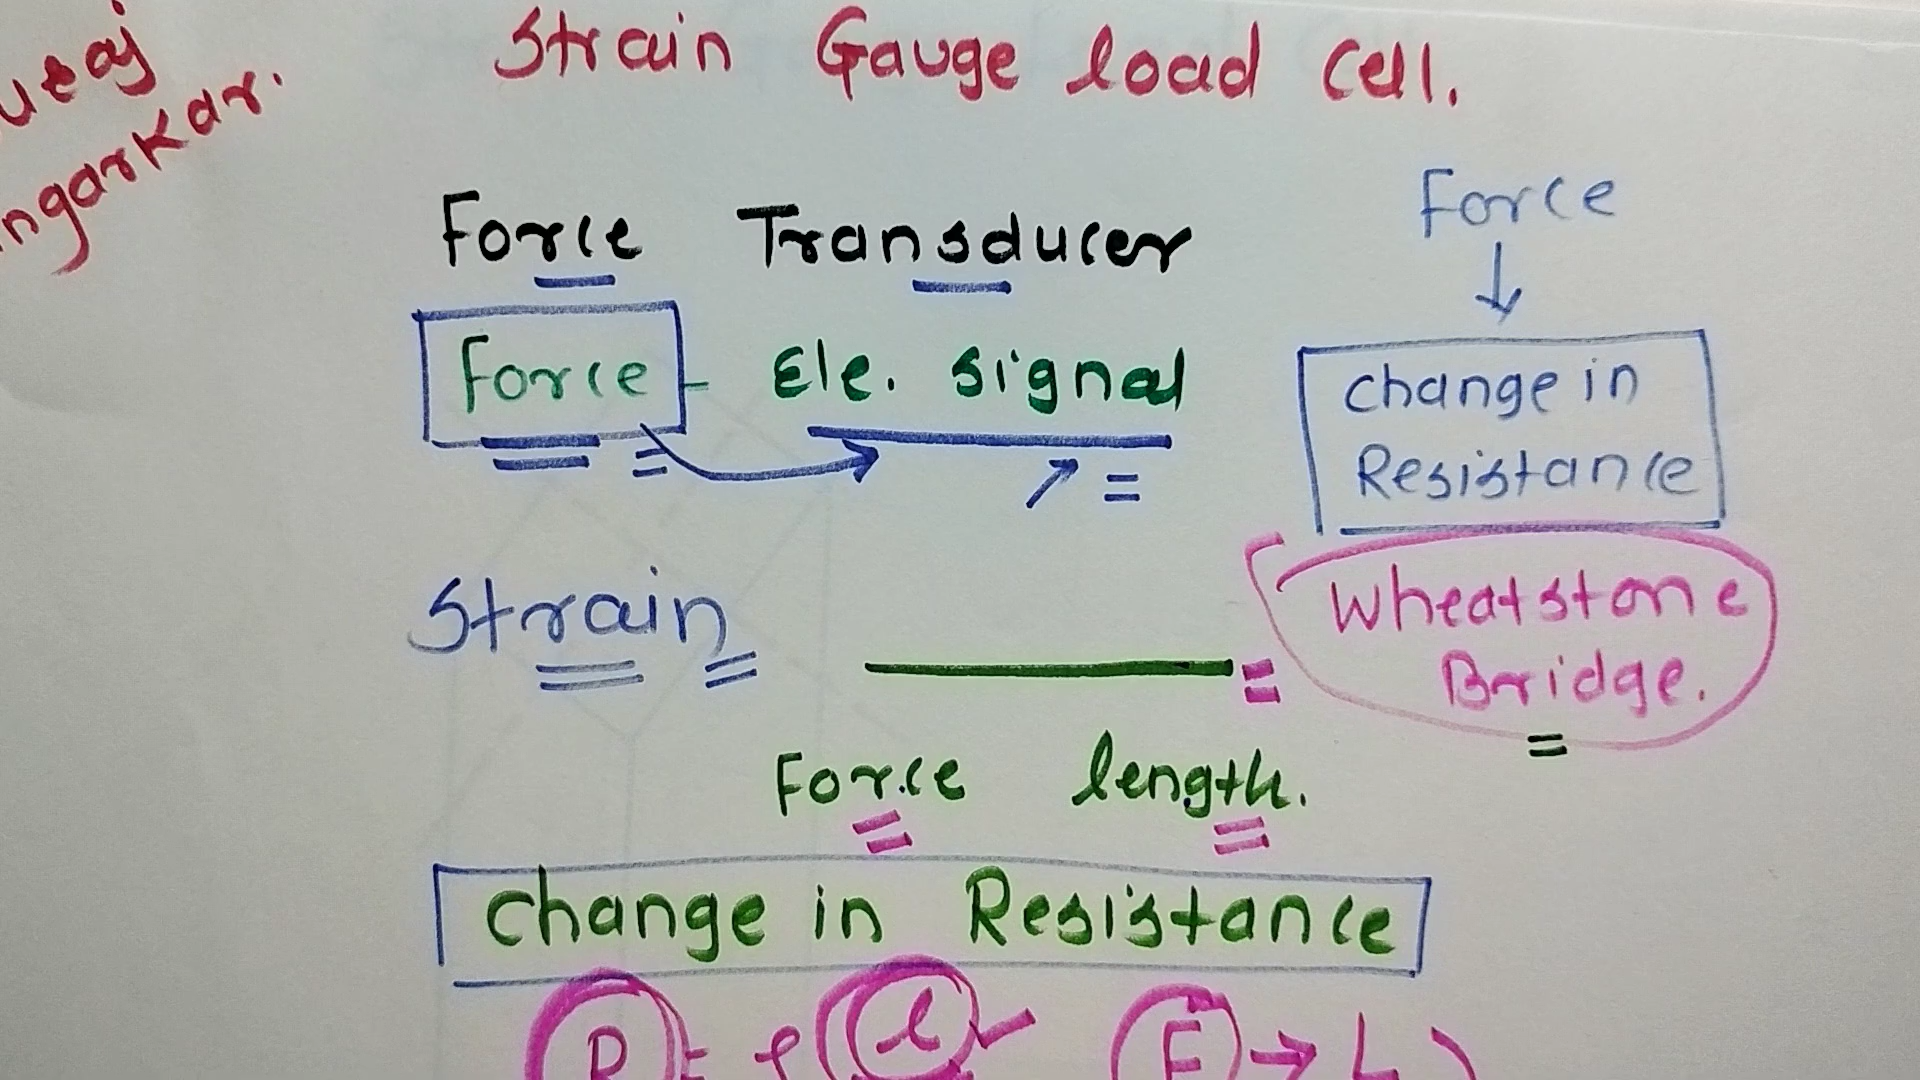 Strain Gauge load cell.
ngarkar.
Force Transducer
Force - Ele. signal
Force
change in
Resistance
Wheatstone
Bridge.
Strain
Force length.
change in Resistance
R = ρ l F → L